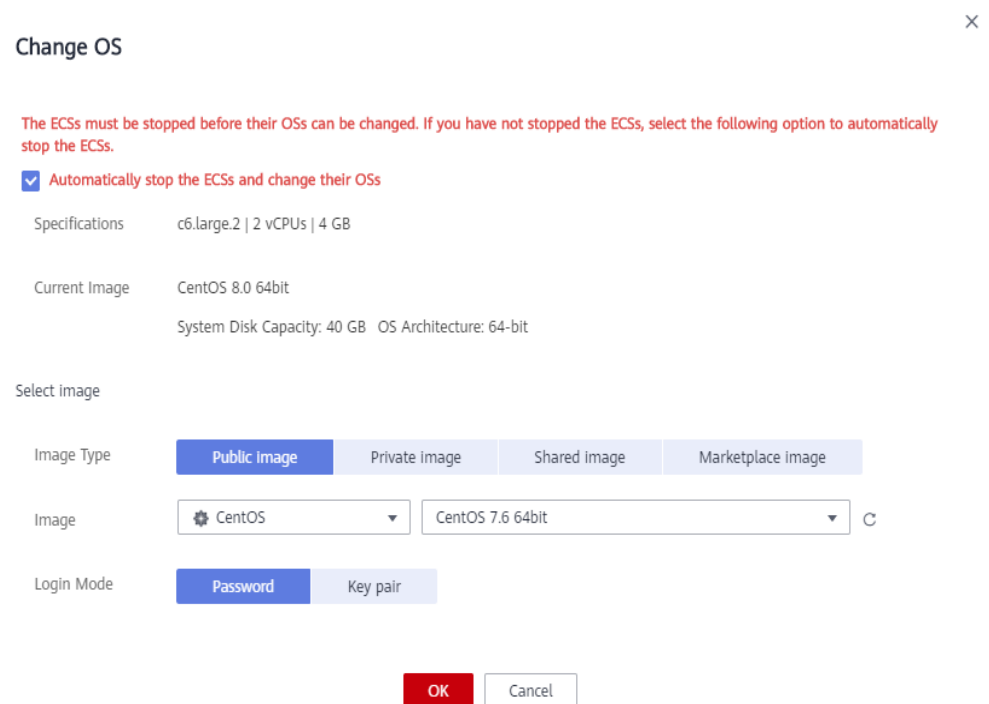 Change OS
The ECSs must be stopped before their OSs can be changed. If you have not stopped the ECSs, select the following option to automatically
stop the ECSs.
Automatically stop the ECSs and change their OSs
Specifications c6.large.2 | 2 vCPUs | 4 GB
Current Image CentOS 8.0 64bit
System Disk Capacity: 40 GB OS Architecture: 64-bit
Select image
Image Type Public image Private image Shared image Marketplace image
Image CentOS CentOS 7.6 64bit
Login Mode Password Key pair
OK Cancel